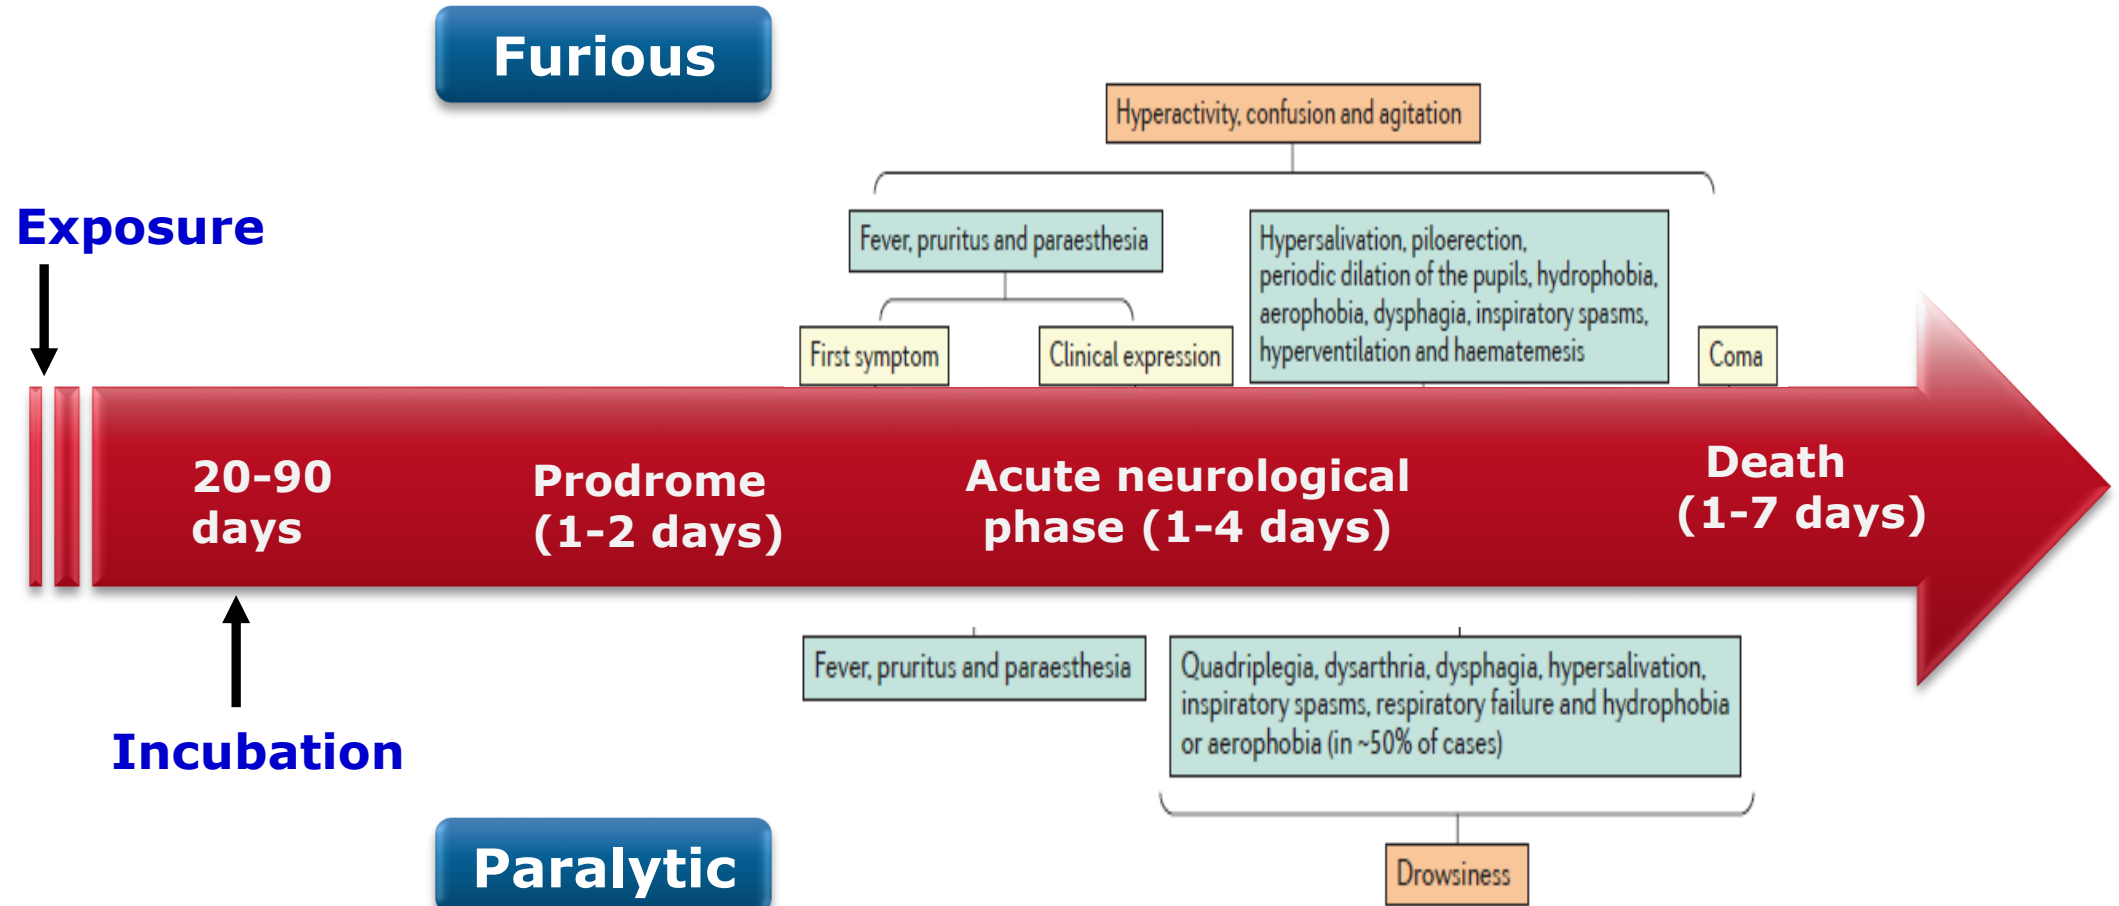 Furious
Hyperactivity, confusion and agitation
Exposure
Fever, pruritus and paraesthesia
Hypersalivation, piloerection,
periodic dilation of the pupils, hydrophobia,
aerophobia, dysphagia, inspiratory spasms,
hyperventilation and haematemesis
First symptom
Clinical expression
Coma
20-90
days
Prodrome
(1-2 days)
Acute neurological
phase (1-4 days)
Death
(1-7 days)
Incubation
Fever, pruritus and paraesthesia
Quadriplegia, dysarthria, dysphagia, hypersalivation,
inspiratory spasms, respiratory failure and hydrophobia
or aerophobia (in ~50% of cases)
Paralytic
Drowsiness